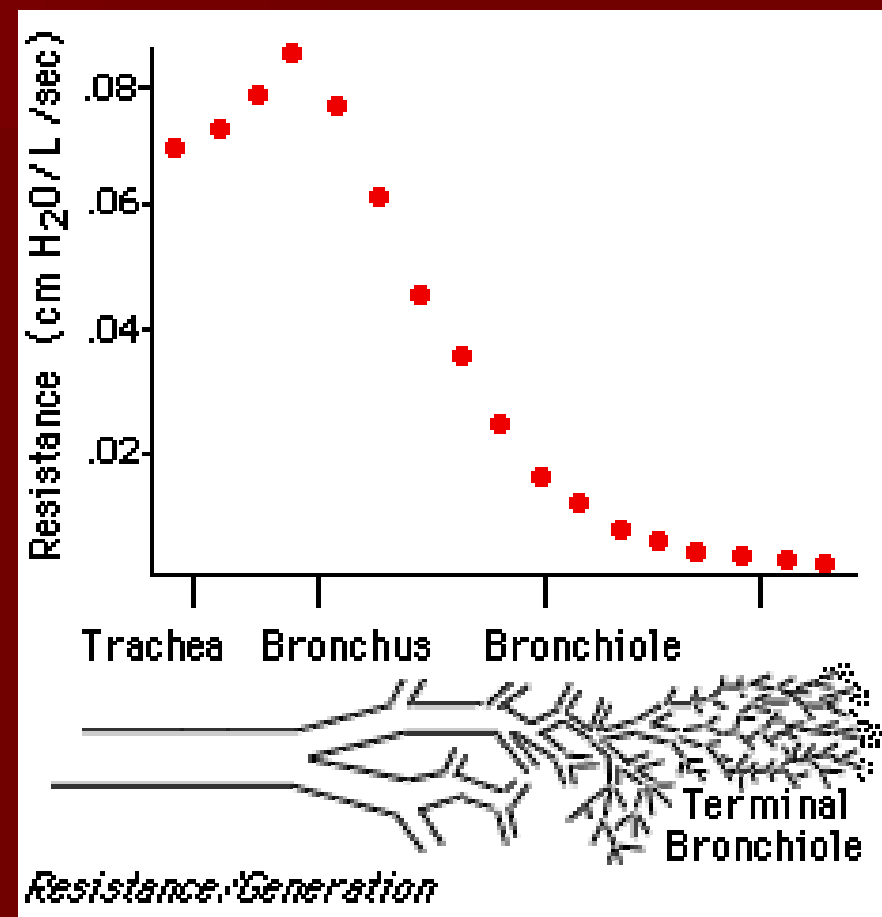 Resistance (cm H2O/L/sec)
.08
.06
.04
.02
Trachea Bronchus Bronchiole
Terminal
Bronchiole
Resistance/Generation